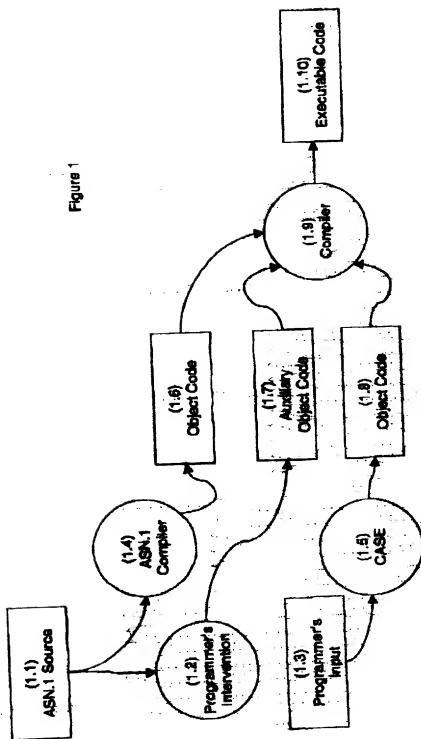 Figure 1
(1.1)
ASN.1 Source
(1.2)
Programmer's
Intervention
(1.3)
Programmer's
Input
(1.4)
ASN.1
Compiler
(1.5)
CASE
(1.6)
Object Code
(1.7)
Auxiliary
Object Code
(1.8)
Object Code
(1.9)
Compiler
(1.10)
Executable Code